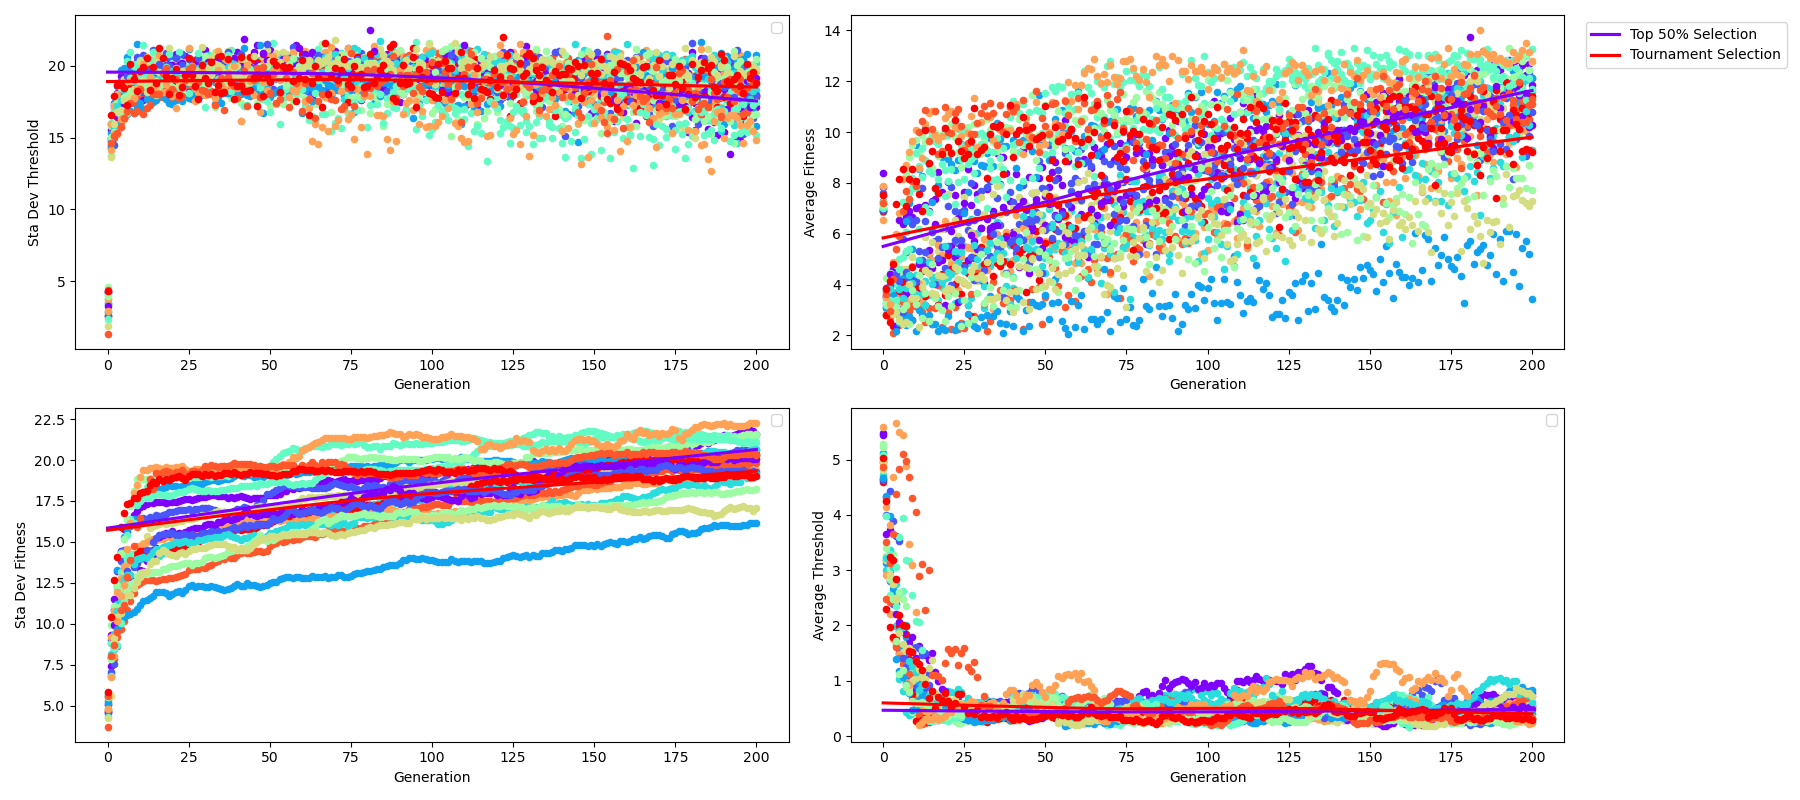 20
15
10
5
Sta Dev Threshold
0 25 50 75 100 125 150 175 200
Generation
14
12
10
8
6
4
2
Average Fitness
0 25 50 75 100 125 150 175 200
Generation
Top 50% Selection
Tournament Selection
22.5
20.0
17.5
15.0
12.5
10.0
7.5
5.0
Sta Dev Fitness
0 25 50 75 100 125 150 175 200
Generation
5
4
3
2
1
0
Average Threshold
0 25 50 75 100 125 150 175 200
Generation